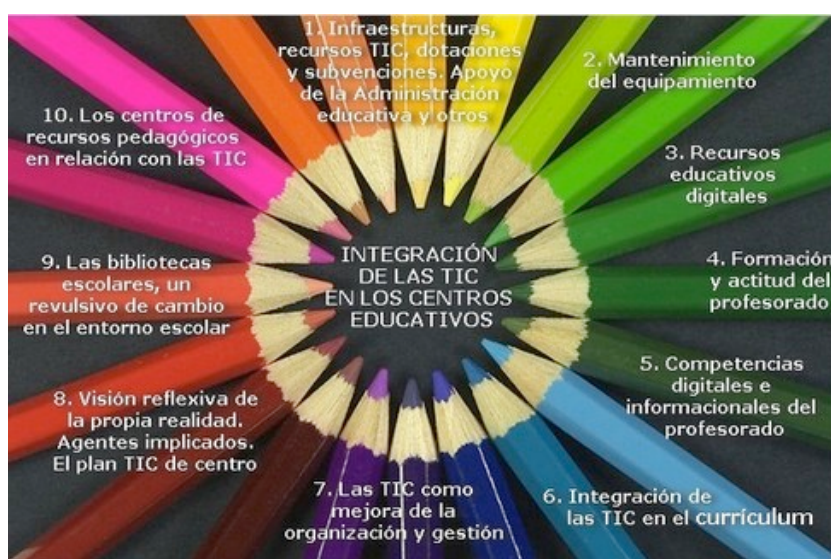 1. Infraestructuras,
recursos TIC, dotaciones
y subvenciones. Apoyo
de la Administración
educativa y otros
2. Mantenimiento
del equipamiento
3. Recursos
educativos
digitales
4. Formación
y actitud del
profesorado
5. Competencias
digitales e
informacionales del
profesorado
6. Integración de
las TIC en el currículum
7. Las TIC como
mejora de la
organización y gestión
8. Visión reflexiva de
la propia realidad.
Agentes implicados.
El plan TIC de centro
9. Las bibliotecas
escolares, un
revulsivo de cambio
en el entorno escolar
10. Los centros de
recursos pedagógicos
en relación con las TIC
INTEGRACIÓN
DE LAS TIC
EN LOS CENTROS
EDUCATIVOS